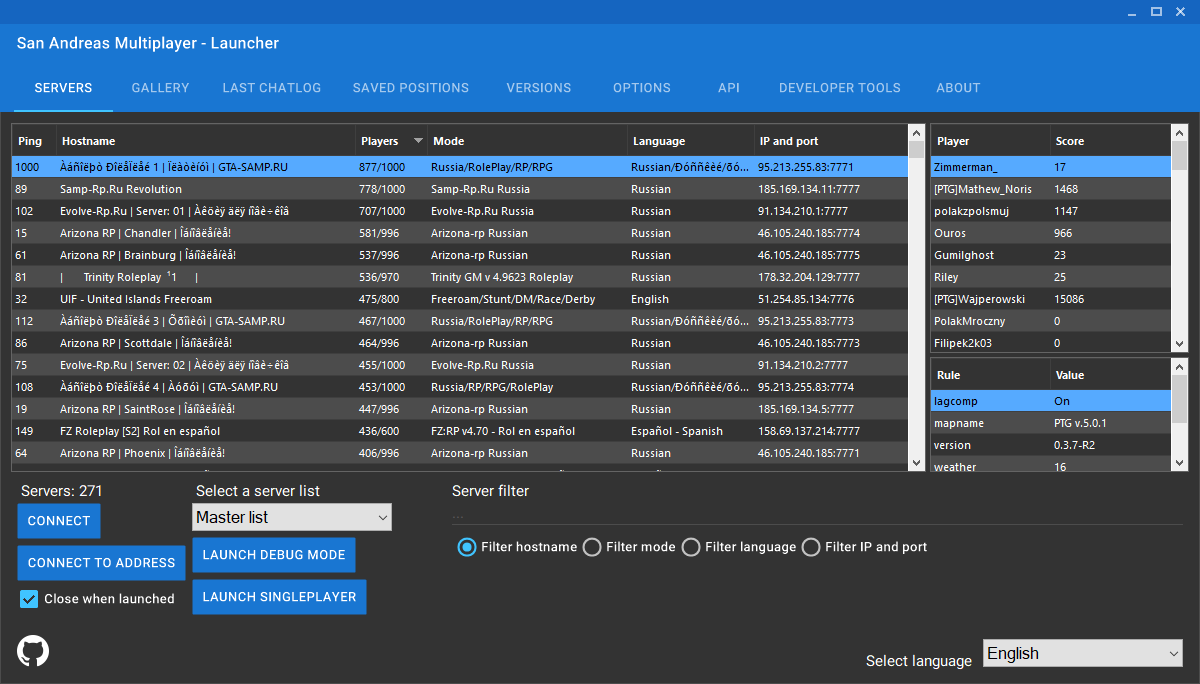 San Andreas Multiplayer - Launcher
SERVERS GALLERY LAST CHATLOG SAVED POSITIONS VERSIONS OPTIONS API DEVELOPER TOOLS ABOUT
Ping Hostname Players Mode Language IP and port
1000 Àáñîëþò ÐîëåÏëåé 1 | Ïëàòèíóì | GTA-SAMP.RU 877/1000 Russia/RolePlay/RP/RPG Russian/Ðóññêèé/ðó... 95.213.255.83:7771
89 Samp-Rp.Ru Revolution 778/1000 Samp-Rp.Ru Russia Russian 185.169.134.11:7777
102 Evolve-Rp.Ru | Server: 01 | Àêöèÿ äëÿ íîâè÷êîâ 707/1000 Evolve-Rp.Ru Russia Russian 91.134.210.1:7777
15 Arizona RP | Chandler | Îáíîâëåíèå! 581/996 Arizona-rp Russian Russian 46.105.240.185:7774
61 Arizona RP | Brainburg | Îáíîâëåíèå! 537/996 Arizona-rp Russian Russian 46.105.240.185:7775
81 | Trinity Roleplay ¹1 | 536/970 Trinity GM v 4.9623 Roleplay Russian 178.32.204.129:7777
32 UIF - United Islands Freeroam 475/800 Freeroam/Stunt/DM/Race/Derby English 51.254.85.134:7776
112 Àáñîëþò ÐîëåÏëåé 3 | Õðîìèóì | GTA-SAMP.RU 467/1000 Russia/RolePlay/RP/RPG Russian/Ðóññêèé/ðó... 95.213.255.83:7773
86 Arizona RP | Scottdale | Îáíîâëåíèå! 464/996 Arizona-rp Russian Russian 46.105.240.185:7773
75 Evolve-Rp.Ru | Server: 02 | Àêöèÿ äëÿ íîâè÷êîâ 455/1000 Evolve-Rp.Ru Russia Russian 91.134.210.2:7777
108 Àáñîëþò ÐîëåÏëåé 4 | Àóðóì | GTA-SAMP.RU 453/1000 Russia/RP/RPG/RolePlay Russian/Ðóññêèé/ðó... 95.213.255.83:7774
19 Arizona RP | SaintRose | Îáíîâëåíèå! 447/996 Arizona-rp Russian Russian 185.169.134.5:7777
149 FZ Roleplay [S2] Rol en español 436/600 FZ:RP v4.70 - Rol en español Español - Spanish 158.69.137.214:7777
64 Arizona RP | Phoenix | Îáíîâëåíèå! 406/996 Arizona-rp Russian Russian 46.105.240.185:7771
Player Score
Zimmerman_ 17
[PTG]Mathew_Noris 1468
polakzpolsmuj 1147
Ouros 966
Gumilghost 23
Riley 25
[PTG]Wajperowski 15086
PolakMroczny 0
Filipek2k03 0
Rule Value
lagcomp On
mapname PTG v.5.0.1
version 0.3.7-R2
weather 16
Servers: 271
CONNECT
CONNECT TO ADDRESS
Close when launched
Select a server list
Master list
LAUNCH DEBUG MODE
LAUNCH SINGLEPLAYER
Server filter
...
Filter hostname Filter mode Filter language Filter IP and port
Select language English